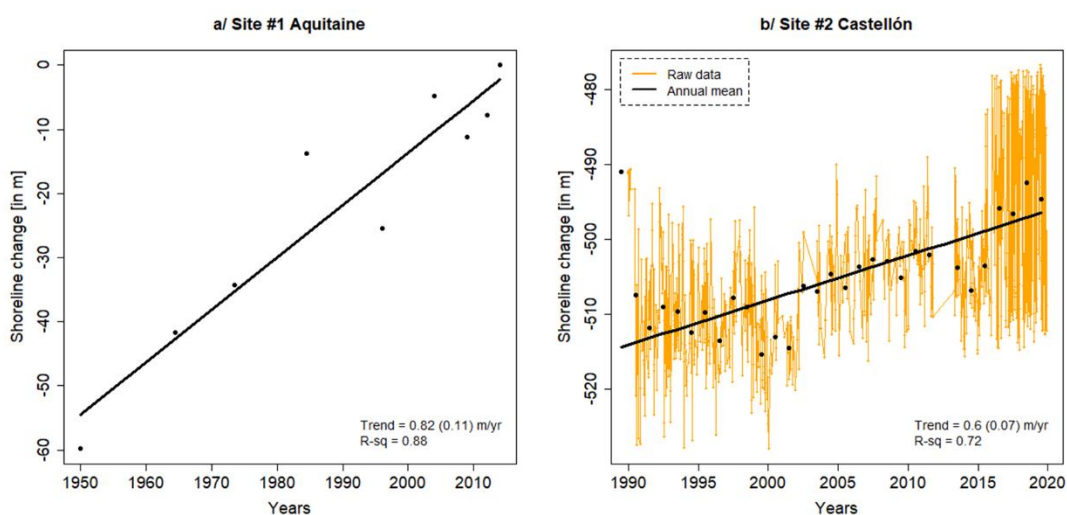 a/ Site #1 Aquitaine
Shoreline change [in m]
0
-10
-20
-30
-40
-50
-60
Trend = 0.82 (0.11) m/yr
R-sq = 0.88
1950 1960 1970 1980 1990 2000 2010
Years
b/ Site #2 Castellón
Raw data
Annual mean
Shoreline change [in m]
-480
-490
-500
-510
-520
Trend = 0.6 (0.07) m/yr
R-sq = 0.72
1990 1995 2000 2005 2010 2015 2020
Years